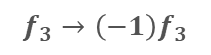 f₃ → (−1)f₃